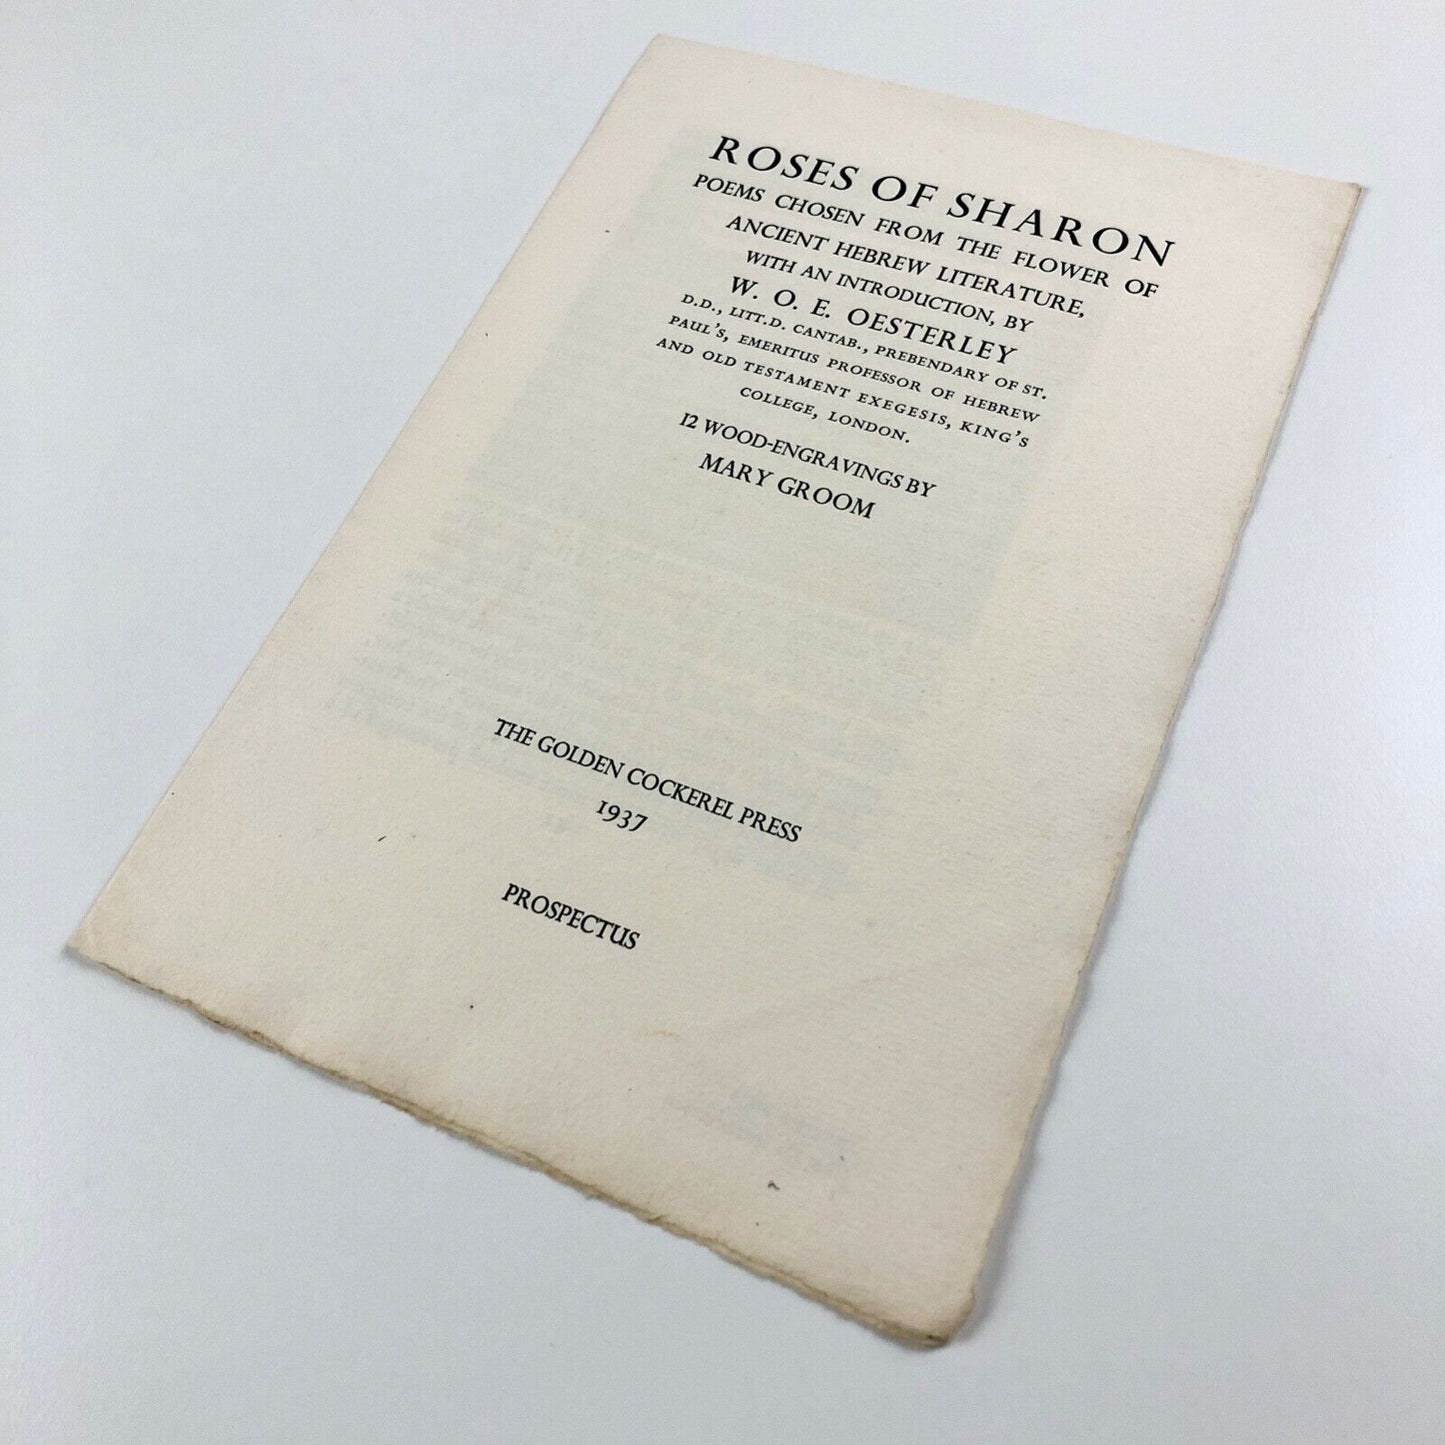 ROSES OF SHARON
POEMS CHOSEN FROM THE FLOWER OF
ANCIENT HEBREW LITERATURE,
WITH AN INTRODUCTION, BY
W. O. E. OESTERLEY
D.D., LITT.D. CANTAB., PREBENDARY OF ST.
PAUL'S, EMERITUS PROFESSOR OF HEBREW
AND OLD TESTAMENT EXEGESIS, KING'S
COLLEGE, LONDON.
12 WOOD-ENGRAVINGS BY
MARY GROOM
THE GOLDEN COCKEREL PRESS
1937
PROSPECTUS